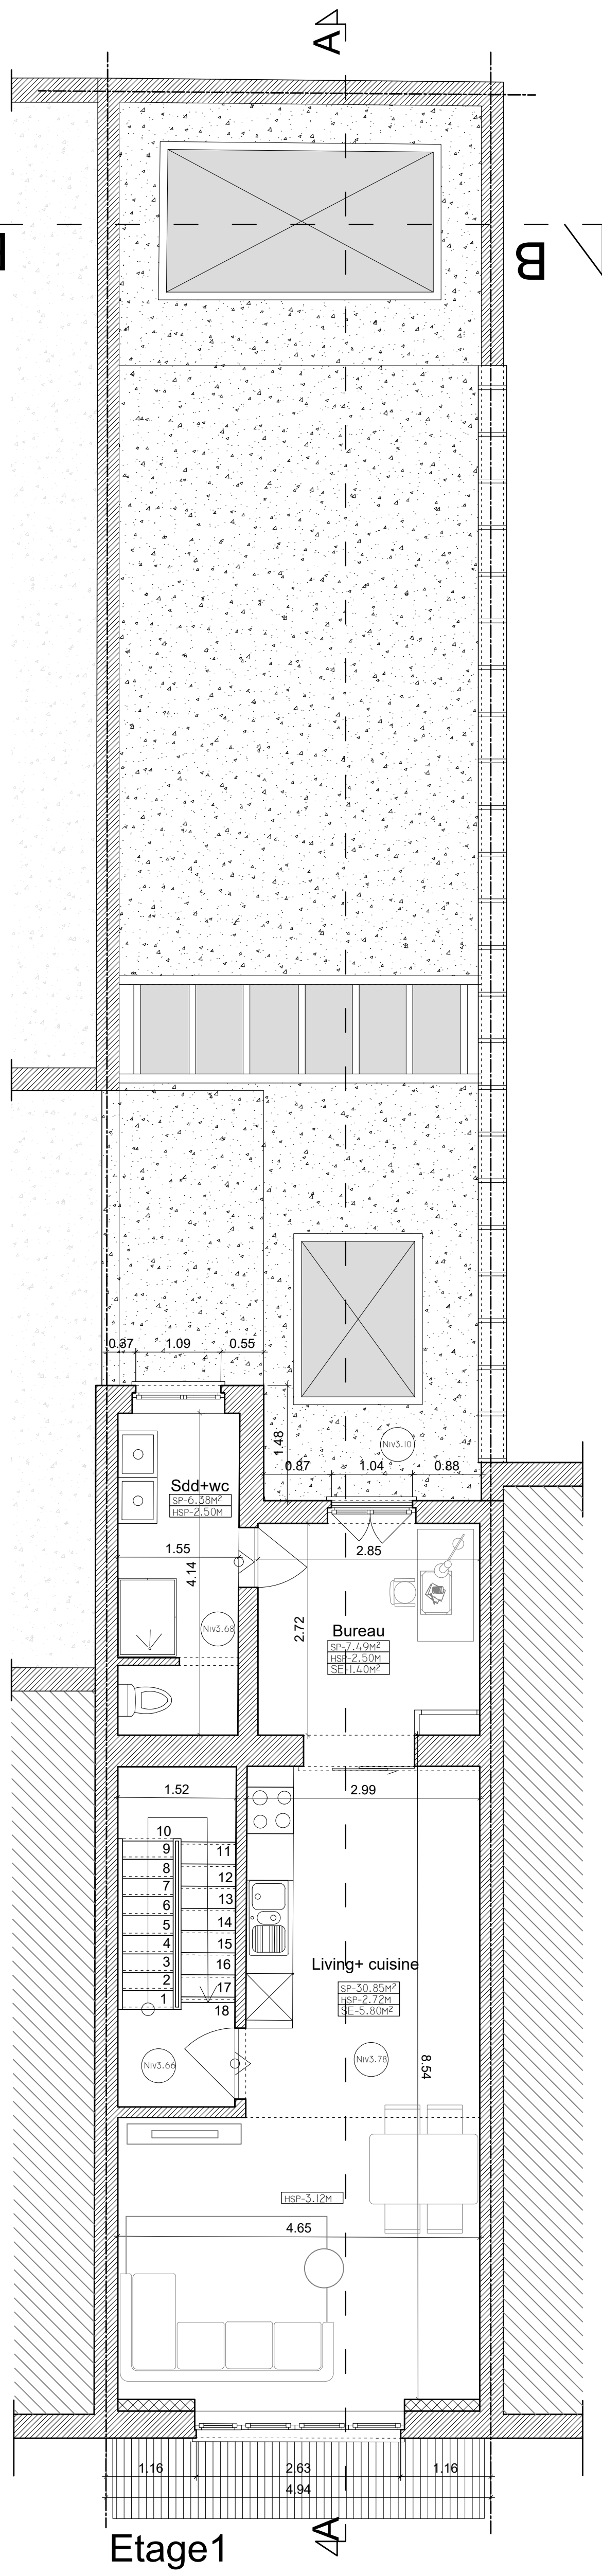 A
B
0.37 1.09 0.55
1.48
Niv3.10
0.87 1.04 0.88
Sdd+wc
SP-6.38M²
HSP-2.50M
1.55
4.14
2.85
2.72
Niv3.68
Bureau
SP-7.49M²
HSP-2.50M
SE-1.40M²
1.52
2.99
10
9
8
7
6
5
4
3
2
1
11
12
13
14
15
16
17
18
Living+ cuisine
SP-30.85M²
HSP-2.72M
SE-5.80M²
Niv3.66
Niv3.78
8.54
HSP-3.12M
4.65
1.16 2.63 1.16
4.94
A
Etage1